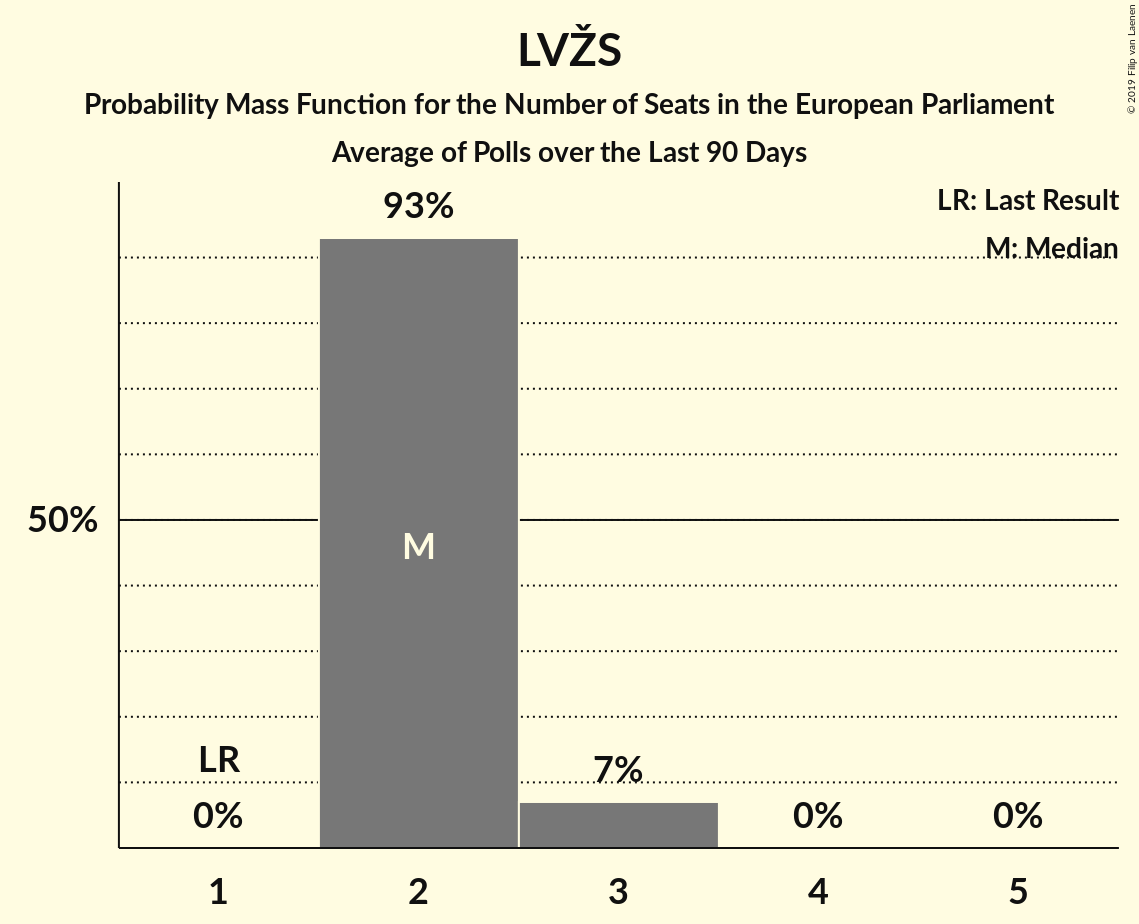 LVŽS
Probability Mass Function for the Number of Seats in the European Parliament
Average of Polls over the Last 90 Days
© 2019 Filip van Laenen
LR: Last Result
M: Median
93%
50%
M
LR
7%
0%
0%
0%
1 2 3 4 5